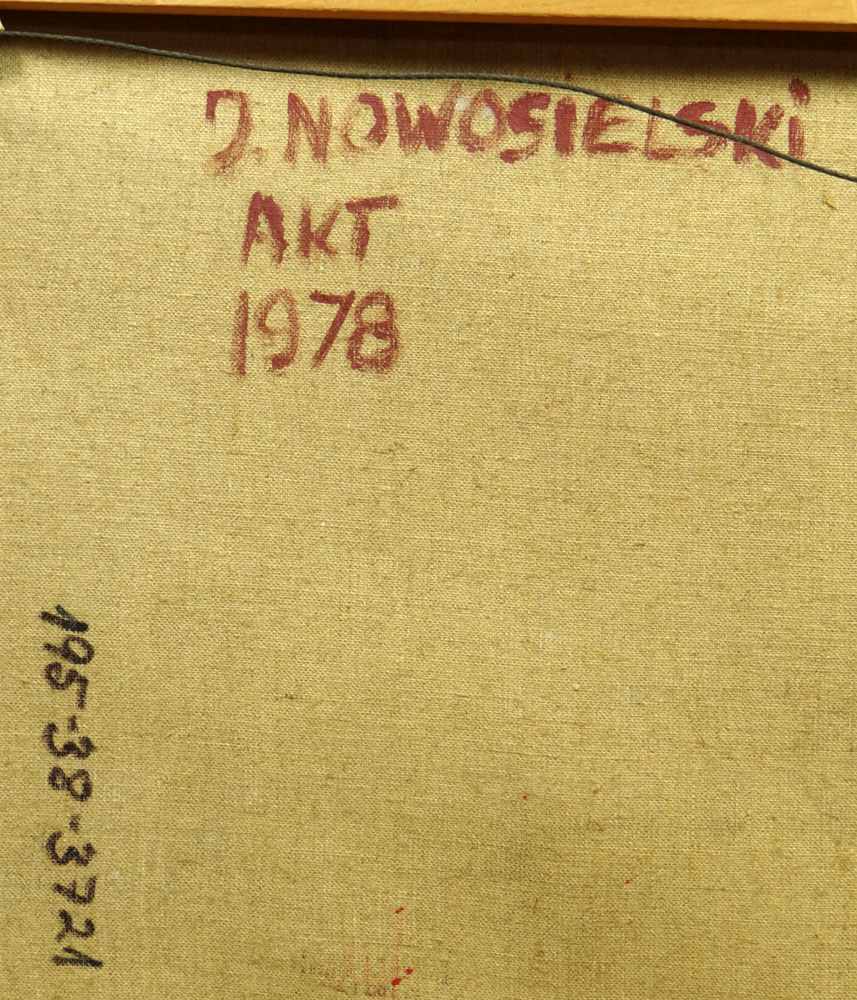 J. NOWOSIELSKi
AKT
1978
195-38-3721